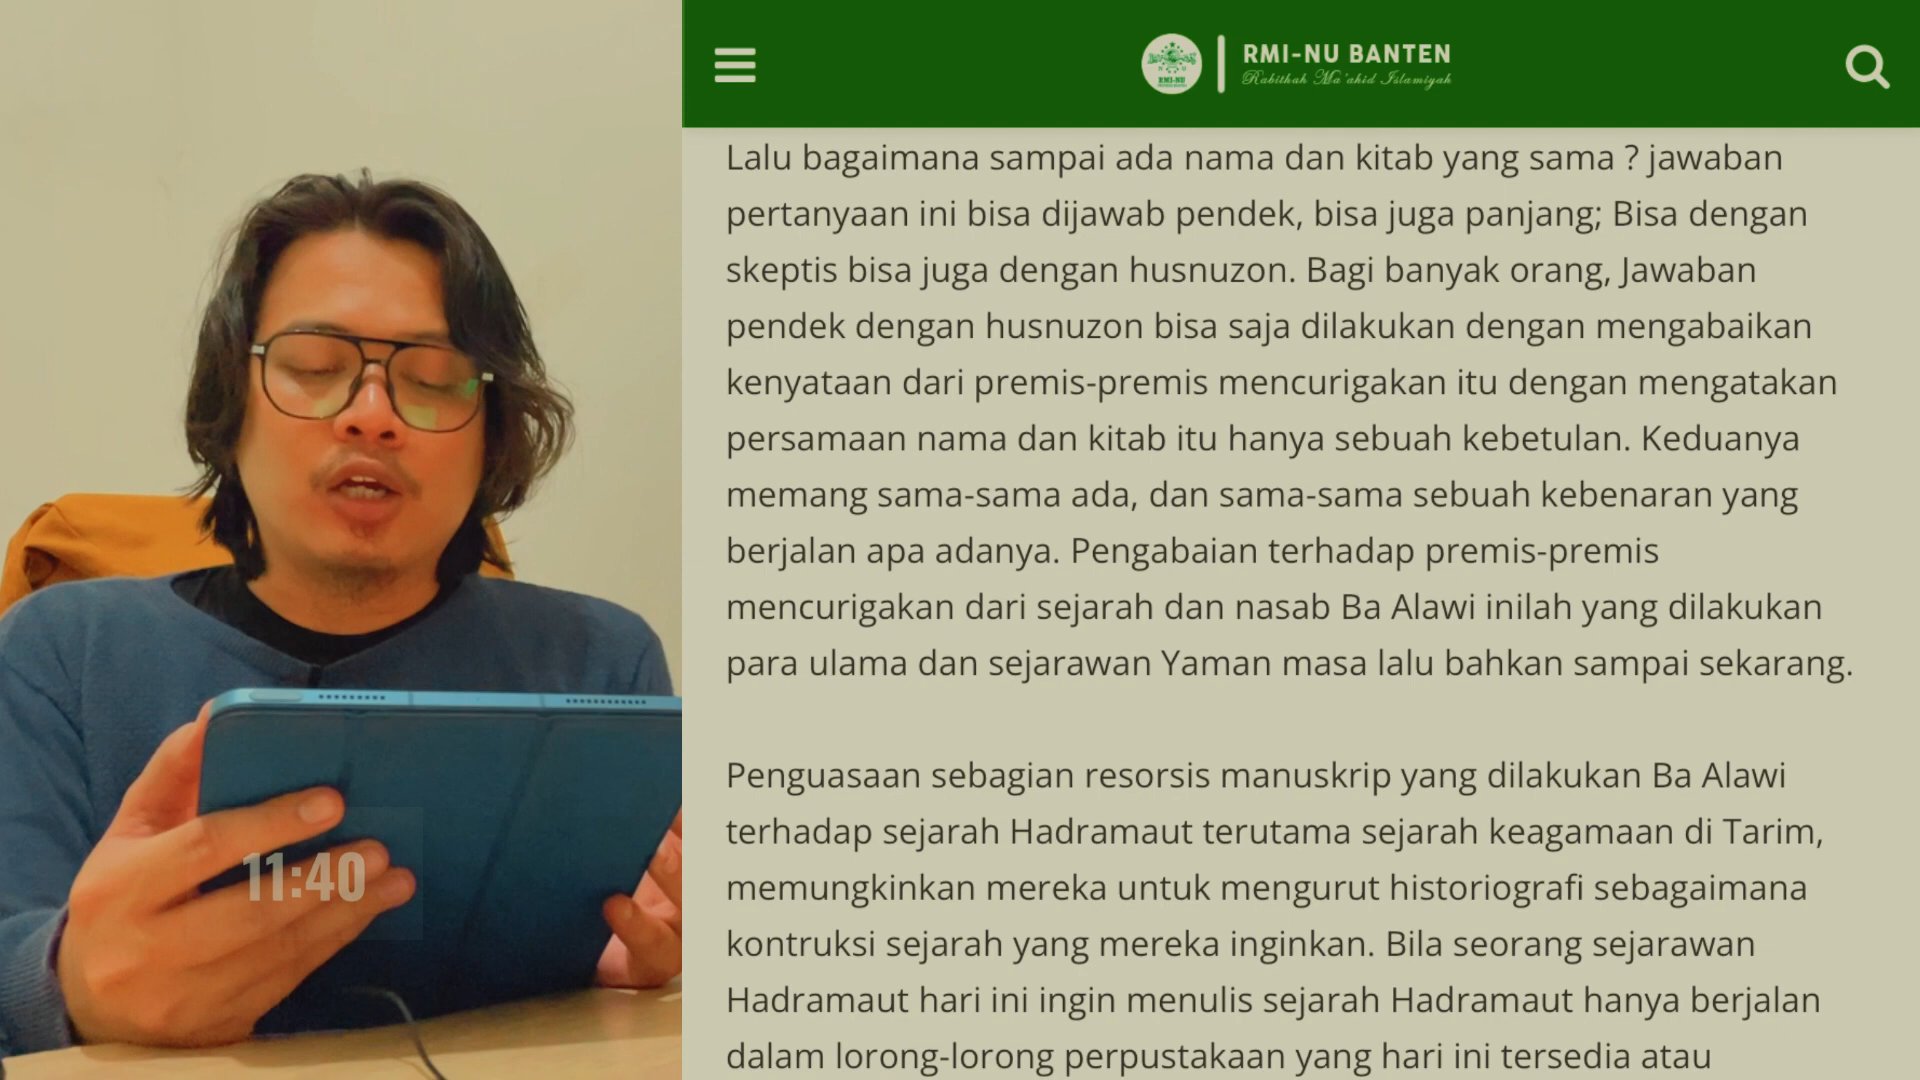 RMI-NU BANTEN
Rabithah Ma'ahid Islamiyah
RMI-NU
Lalu bagaimana sampai ada nama dan kitab yang sama ? jawaban
pertanyaan ini bisa dijawab pendek, bisa juga panjang; Bisa dengan
skeptis bisa juga dengan husnuzon. Bagi banyak orang, Jawaban
pendek dengan husnuzon bisa saja dilakukan dengan mengabaikan
kenyataan dari premis-premis mencurigakan itu dengan mengatakan
persamaan nama dan kitab itu hanya sebuah kebetulan. Keduanya
memang sama-sama ada, dan sama-sama sebuah kebenaran yang
berjalan apa adanya. Pengabaian terhadap premis-premis
mencurigakan dari sejarah dan nasab Ba Alawi inilah yang dilakukan
para ulama dan sejarawan Yaman masa lalu bahkan sampai sekarang.
Penguasaan sebagian resorsis manuskrip yang dilakukan Ba Alawi
terhadap sejarah Hadramaut terutama sejarah keagamaan di Tarim,
memungkinkan mereka untuk mengurut historiografi sebagaimana
kontruksi sejarah yang mereka inginkan. Bila seorang sejarawan
Hadramaut hari ini ingin menulis sejarah Hadramaut hanya berjalan
dalam lorong-lorong perpustakaan yang hari ini tersedia atau
11:40